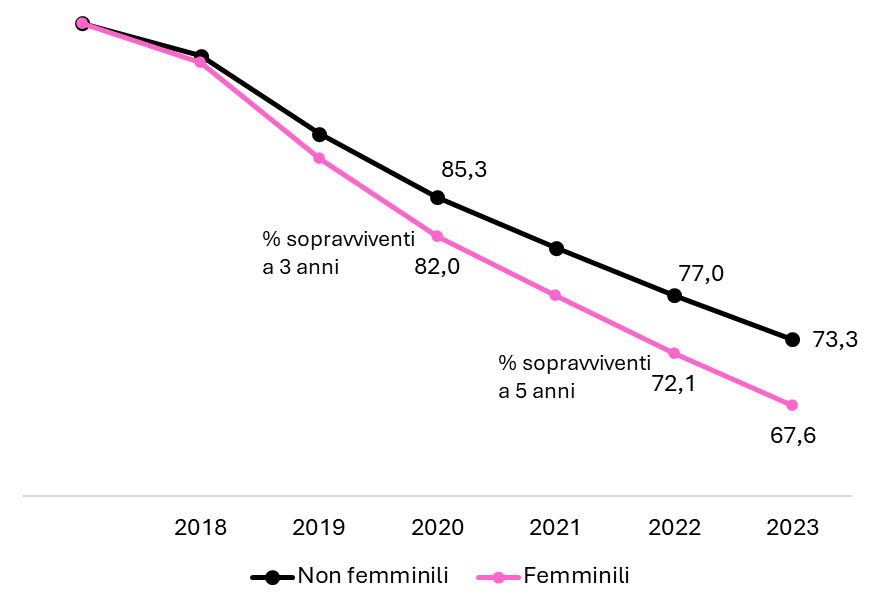 85,3
% sopravviventi
a 3 anni
82,0
77,0
73,3
% sopravviventi
a 5 anni
72,1
67,6
2018 2019 2020 2021 2022 2023
Non femminili Femminili